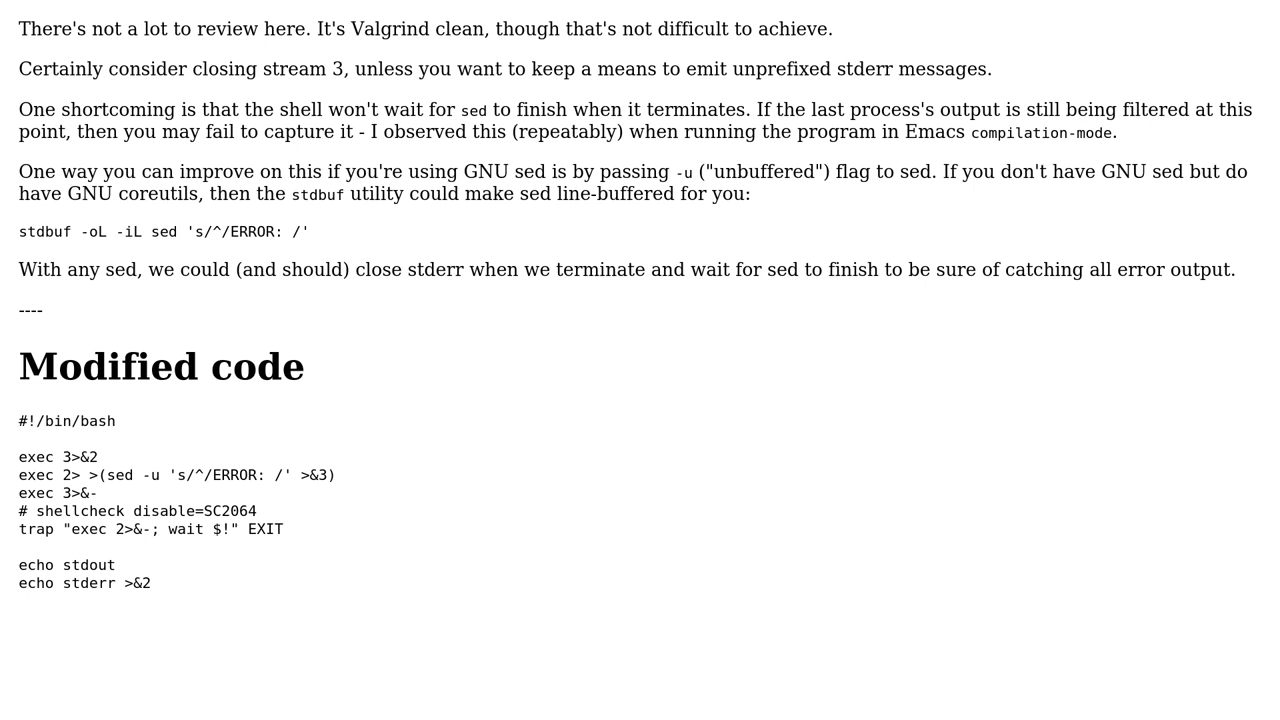 There's not a lot to review here. It's Valgrind clean, though that's not difficult to achieve.
Certainly consider closing stream 3, unless you want to keep a means to emit unprefixed stderr messages.
One shortcoming is that the shell won't wait for sed to finish when it terminates. If the last process's output is still being filtered at this
point, then you may fail to capture it - I observed this (repeatably) when running the program in Emacs compilation-mode.
One way you can improve on this if you're using GNU sed is by passing -u ("unbuffered") flag to sed. If you don't have GNU sed but do
have GNU coreutils, then the stdbuf utility could make sed line-buffered for you:
stdbuf -oL -iL sed 's/^/ERROR: /'
With any sed, we could (and should) close stderr when we terminate and wait for sed to finish to be sure of catching all error output.
----
Modified code
#!/bin/bash
exec 3>&2
exec 2> >(sed -u 's/^/ERROR: /' >&3)
exec 3>&-
# shellcheck disable=SC2064
trap "exec 2>&-; wait $!" EXIT
echo stdout
echo stderr >&2